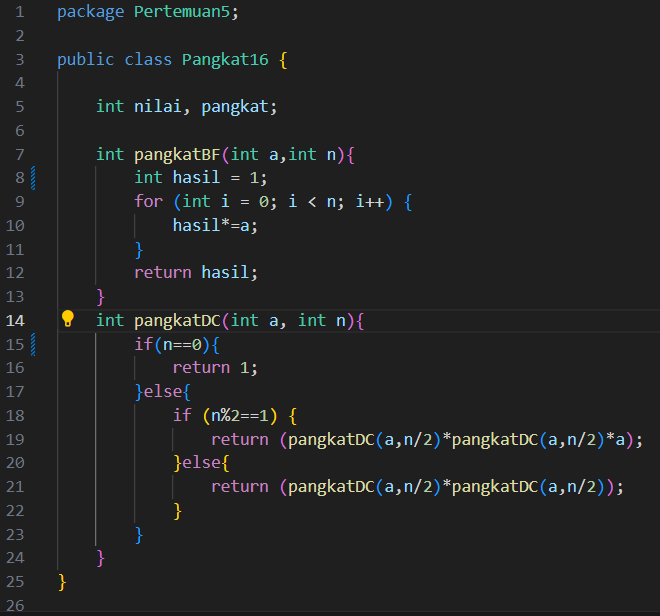 1 package Pertemuan5;
2
3 public class Pangkat16 {
4
5     int nilai, pangkat;
6
7     int pangkatBF(int a,int n){
8         int hasil = 1;
9         for (int i = 0; i < n; i++) {
10             hasil*=a;
11         }
12         return hasil;
13     }
14     int pangkatDC(int a, int n){
15         if(n==0){
16             return 1;
17         }else{
18             if (n%2==1) {
19                 return (pangkatDC(a,n/2)*pangkatDC(a,n/2)*a);
20             }else{
21                 return (pangkatDC(a,n/2)*pangkatDC(a,n/2));
22             }
23         }
24     }
25 }
26